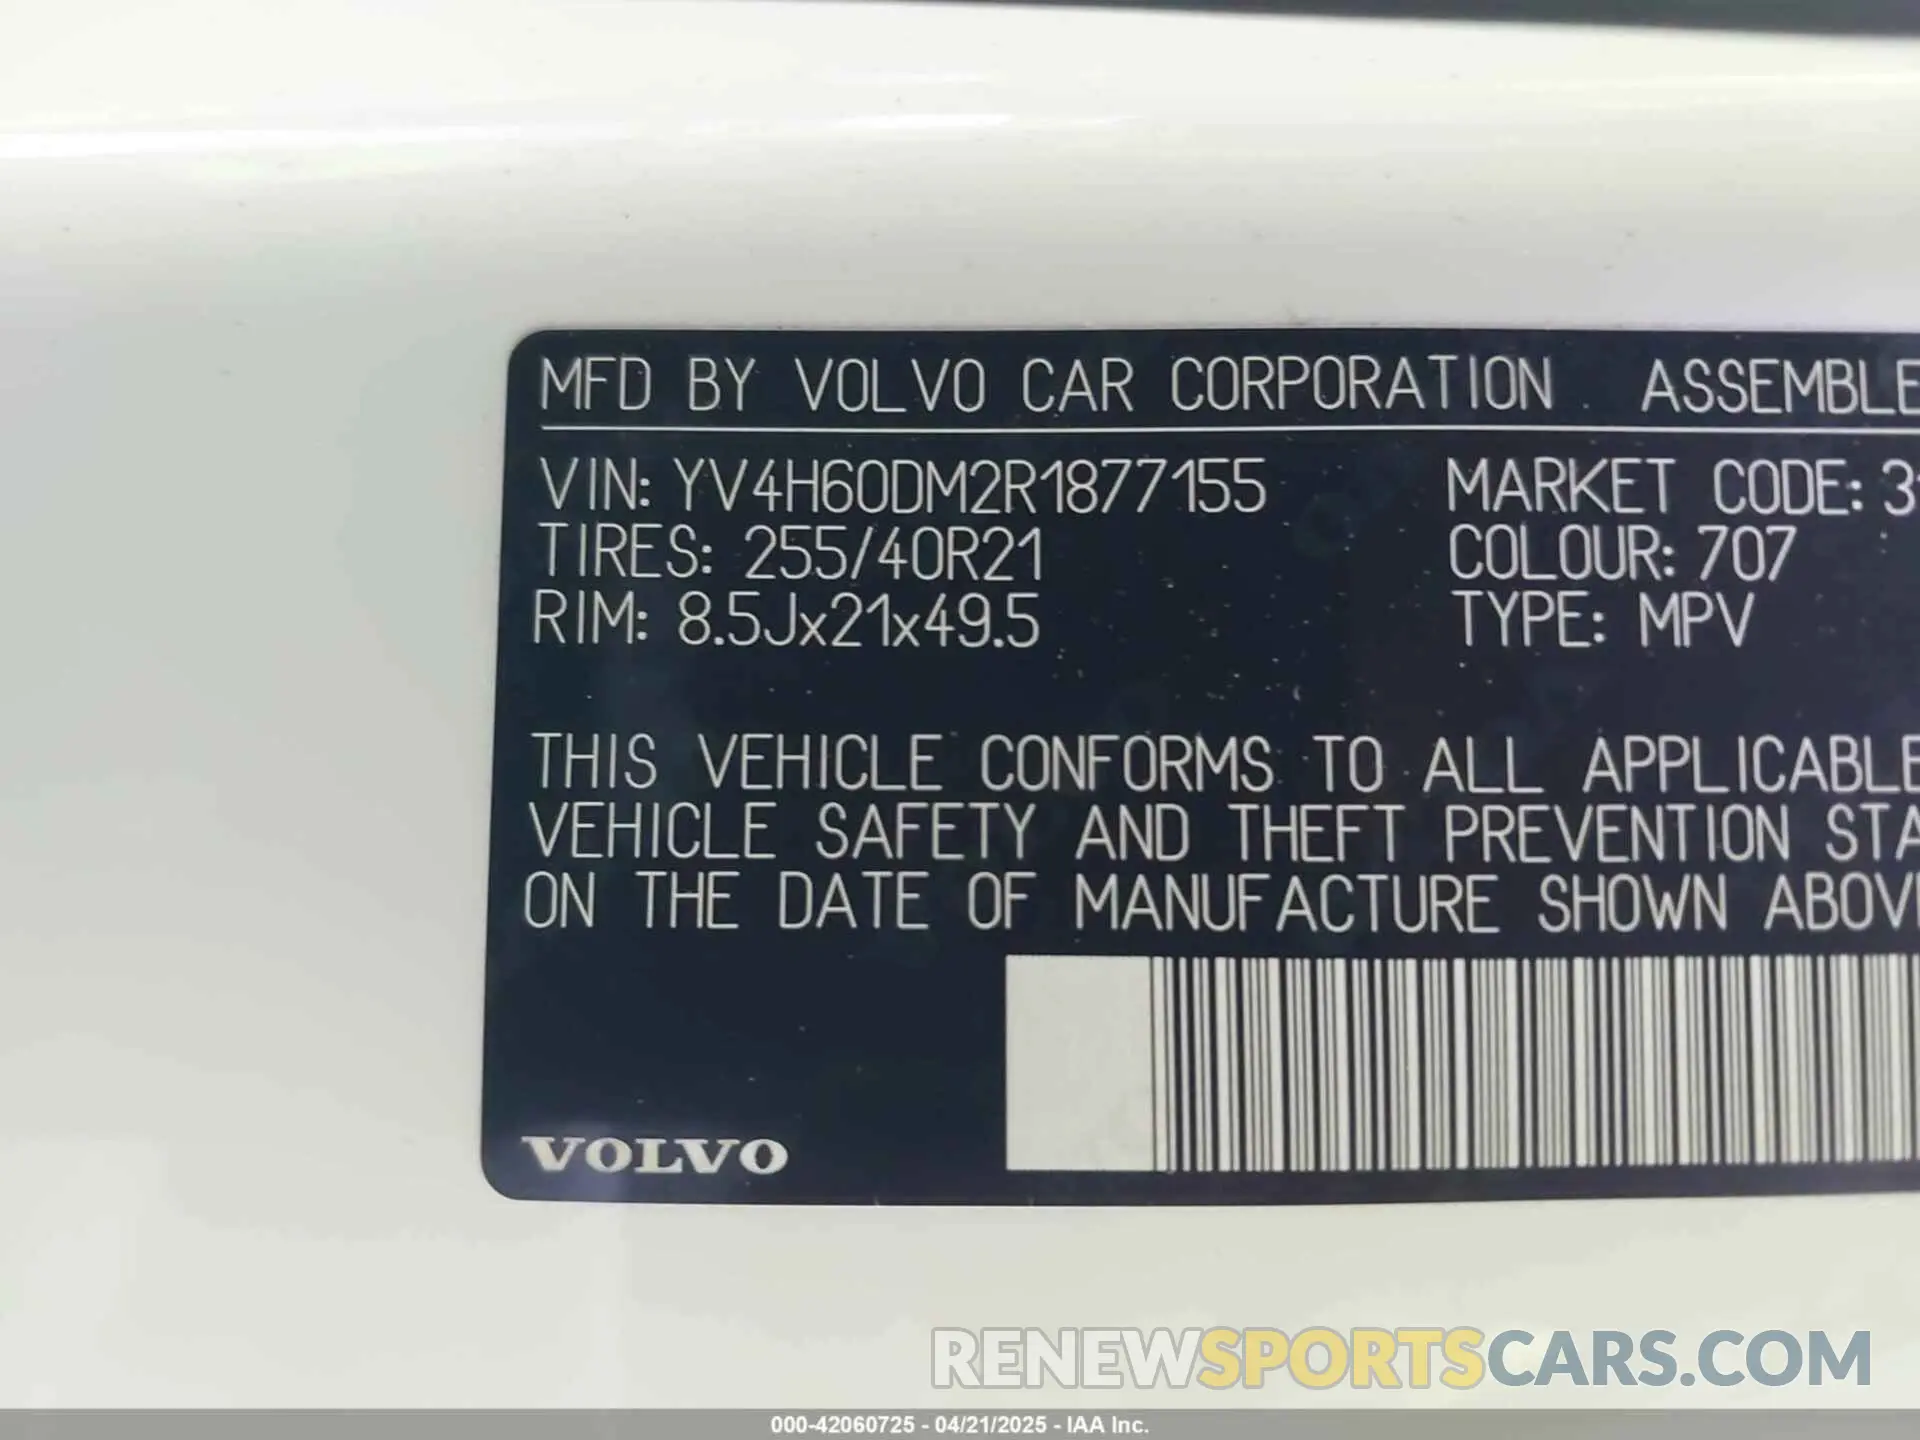 MFD BY VOLVO CAR CORPORATION ASSEMBLE
VIN: YV4H60DM2R1877155 MARKET CODE: 3
TIRES: 255/40R21 COLOUR: 707
RIM: 8.5Jx21x49.5 TYPE: MPV
THIS VEHICLE CONFORMS TO ALL APPLICABLE
VEHICLE SAFETY AND THEFT PREVENTION STA
ON THE DATE OF MANUFACTURE SHOWN ABOV
VOLVO
RENEWSPORTSCARS.COM
000-42060725 - 04/21/2025 - IAA Inc.